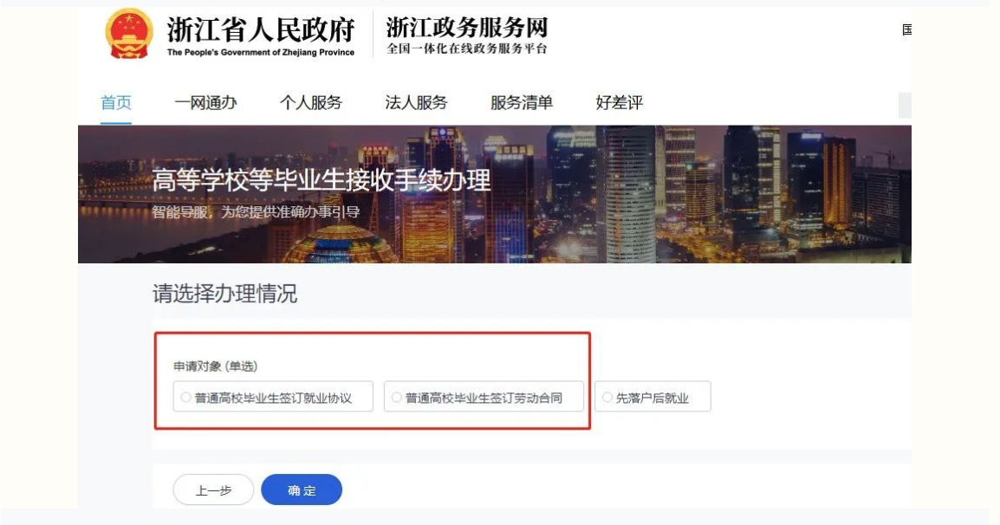 浙江省人民政府
The People's Government of Zhejiang Province
浙江政务服务网
全国一体化在线政务服务平台
首页 一网通办 个人服务 法人服务 服务清单 好差评
高等学校等毕业生接收手续办理
智能导服，为您提供准确办事引导
请选择办理情况
申请对象 (单选)
普通高校毕业生签订就业协议 普通高校毕业生签订劳动合同 先落户后就业
上一步 确定